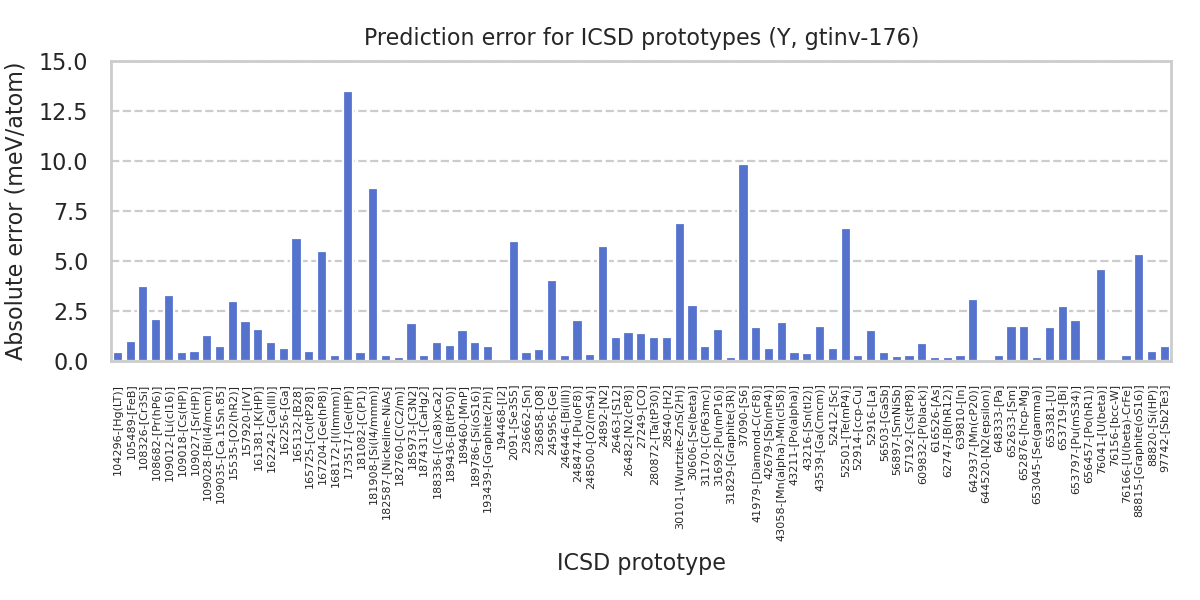 Prediction error for ICSD prototypes (Y, gtinv-176)
Absolute error (meV/atom)
15.0
12.5
10.0
7.5
5.0
2.5
0.0
104296-[Hg(LT)]
105489-[FeB]
108326-[Cr3Si]
108682-[Pr(hP6)]
109012-[Li(cI16)]
109018-[Cs(HP)]
109027-[Sr(HP)]
109028-[Bi(I4/mcm)]
109035-[Ca.15Sn.85]
15535-[O2(hR2)]
157920-[IrV]
161381-[K(HP)]
162242-[Ca(III)]
162256-[Ga]
165132-[B28]
165725-[Co(tP28)]
167204-[Ge(hP8)]
168172-[I(Immm)]
173517-[Ge(HP)]
181082-[C(P1)]
181908-[Si(I4/mmm)]
182587-[Nickeline-NiAs]
182760-[C(C2/m)]
185973-[C3N2]
187431-[CaHg2]
188336-[(Ca8)xCa2]
189436-[B(tP50)]
189460-[MnP]
189786-[Si(oS16)]
193439-[Graphite(2H)]
194468-[I2]
2091-[Se3S5]
236662-[Sn]
236858-[O8]
245956-[Ge]
246446-[Bi(III)]
248474-[Pu(oF8)]
248500-[O2(mS4)]
24892-[N2]
26463-[S12]
26482-[N2(cP8)]
27249-[CO]
280872-[Ta(tP30)]
28540-[H2]
30101-[Wurtzite-ZnS(2H)]
30606-[Se(beta)]
31170-[C(P63mc)]
31692-[Pu(mP16)]
31829-[Graphite(3R)]
37090-[S6]
41979-[Diamond-C(cF8)]
42679-[Sb(mP4)]
43058-[Mn(alpha)-Mn(cI58)]
43211-[Po(alpha)]
43216-[Sn(tI2)]
43539-[Ga(Cmcm)]
52412-[Sc]
52501-[Te(mP4)]
52914-[ccp-Cu]
52916-[La]
56503-[GaSb]
56897-[SmNiSb]
57192-[Cs(tP8)]
609832-[P(black)]
616526-[As]
62747-[B(hR12)]
639810-[In]
642937-[Mn(cP20)]
644520-[N2(epsilon)]
648333-[Pa]
652633-[Sm]
652876-[hcp-Mg]
653045-[Se(gamma)]
653381-[U]
653719-[Bi]
653797-[Pu(mS34)]
656457-[Po(hR1)]
76041-[U(beta)]
76156-[bcc-W]
76166-[U(beta)-CrFe]
88815-[Graphite(oS16)]
88820-[Si(HP)]
97742-[Sb2Te3]
ICSD prototype